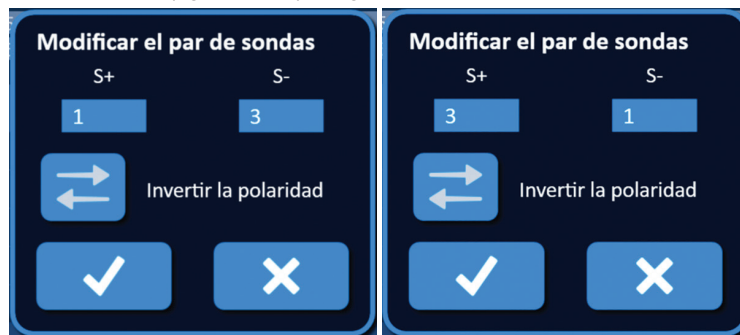 Modificar el par de sondas
S+ S-
1 3
Invertir la polaridad
Modificar el par de sondas
S+ S-
3 1
Invertir la polaridad